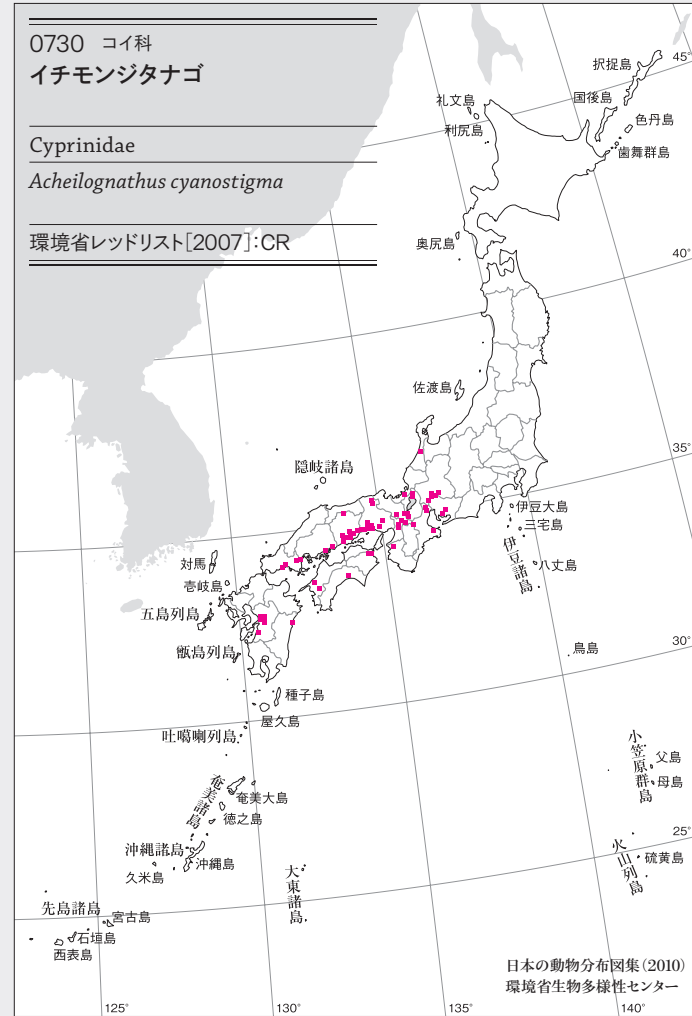 0730 コイ科
イチモンジタナゴ
Cyprinidae
Acheilognathus cyanostigma
環境省レッドリスト[2007]:CR
択捉島
45°
国後島
礼文島
色丹島
利尻島
歯舞群島
奥尻島
40°
佐渡島
35°
隠岐諸島
伊豆大島
三宅島
伊豆諸島
八丈島
対馬
壱岐島
五島列島
甑島列島
鳥島
30°
種子島
屋久島
吐噶喇列島
小笠原群島
父島
母島
奄美諸島
奄美大島
徳之島
25°
沖縄諸島
沖縄島
久米島
火山列島
硫黄島
大東諸島
先島諸島
宮古島
石垣島
西表島
日本の動物分布図集(2010)
環境省生物多様性センター
125°
130°
135°
140°